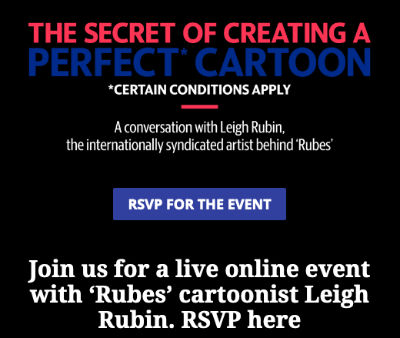 THE SECRET OF CREATING A
PERFECT* CARTOON
*CERTAIN CONDITIONS APPLY
A conversation with Leigh Rubin,
the internationally syndicated artist behind ‘Rubes’
RSVP FOR THE EVENT
Join us for a live online event
with ‘Rubes’ cartoonist Leigh
Rubin. RSVP here